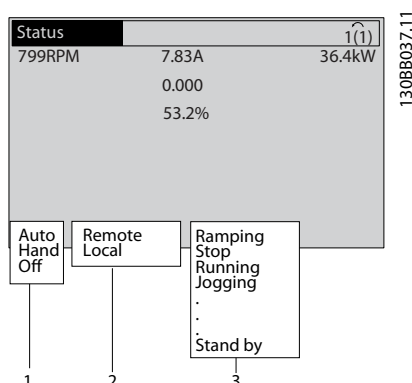 Status 1(1)
799RPM 7.83A 36.4kW
0.000
53.2%
Auto
Hand
Off
Remote
Local
Ramping
Stop
Running
Jogging
.
.
.
Stand by
1 2 3
130BB037.11